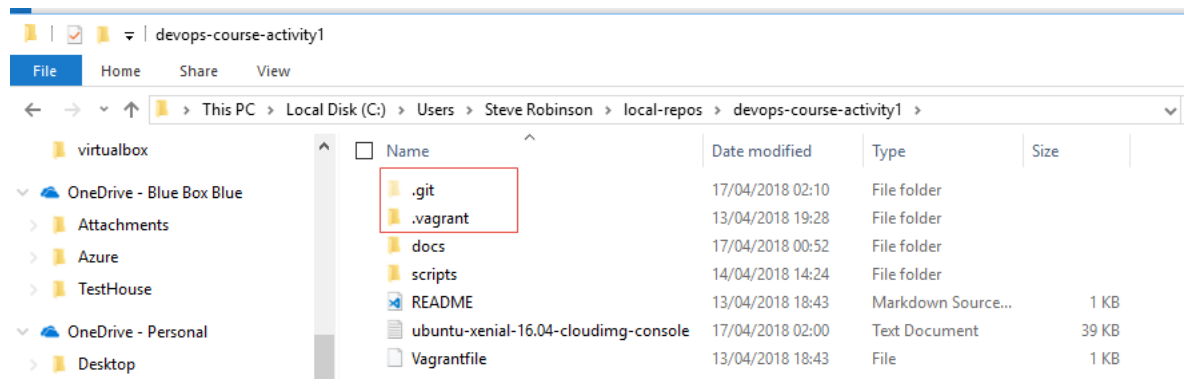 devops-course-activity1
File Home Share View
This PC > Local Disk (C:) > Users > Steve Robinson > local-repos > devops-course-activity1 >
virtualbox
OneDrive - Blue Box Blue
Attachments
Azure
TestHouse
OneDrive - Personal
Desktop
Name Date modified Type Size
.git 17/04/2018 02:10 File folder
.vagrant 13/04/2018 19:28 File folder
docs 17/04/2018 00:52 File folder
scripts 14/04/2018 14:24 File folder
README 13/04/2018 18:43 Markdown Source... 1 KB
ubuntu-xenial-16.04-cloudimg-console 17/04/2018 02:00 Text Document 39 KB
Vagrantfile 13/04/2018 18:43 File 1 KB